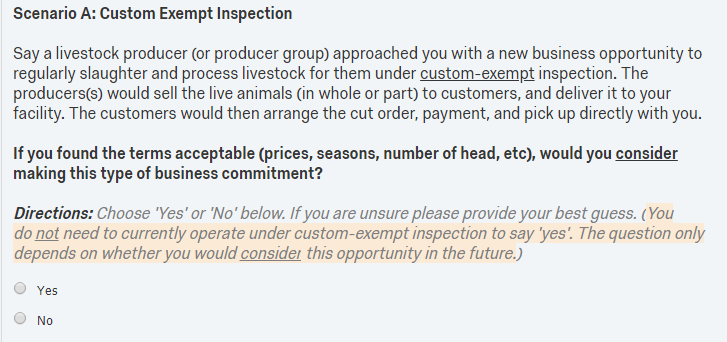 Scenario A: Custom Exempt Inspection
Say a livestock producer (or producer group) approached you with a new business opportunity to
regularly slaughter and process livestock for them under custom-exempt inspection. The
producers(s) would sell the live animals (in whole or part) to customers, and deliver it to your
facility. The customers would then arrange the cut order, payment, and pick up directly with you.
If you found the terms acceptable (prices, seasons, number of head, etc), would you consider
making this type of business commitment?
Directions: Choose 'Yes' or 'No' below. If you are unsure please provide your best guess. (You
do not need to currently operate under custom-exempt inspection to say 'yes'. The question only
depends on whether you would consider this opportunity in the future.)
Yes
No